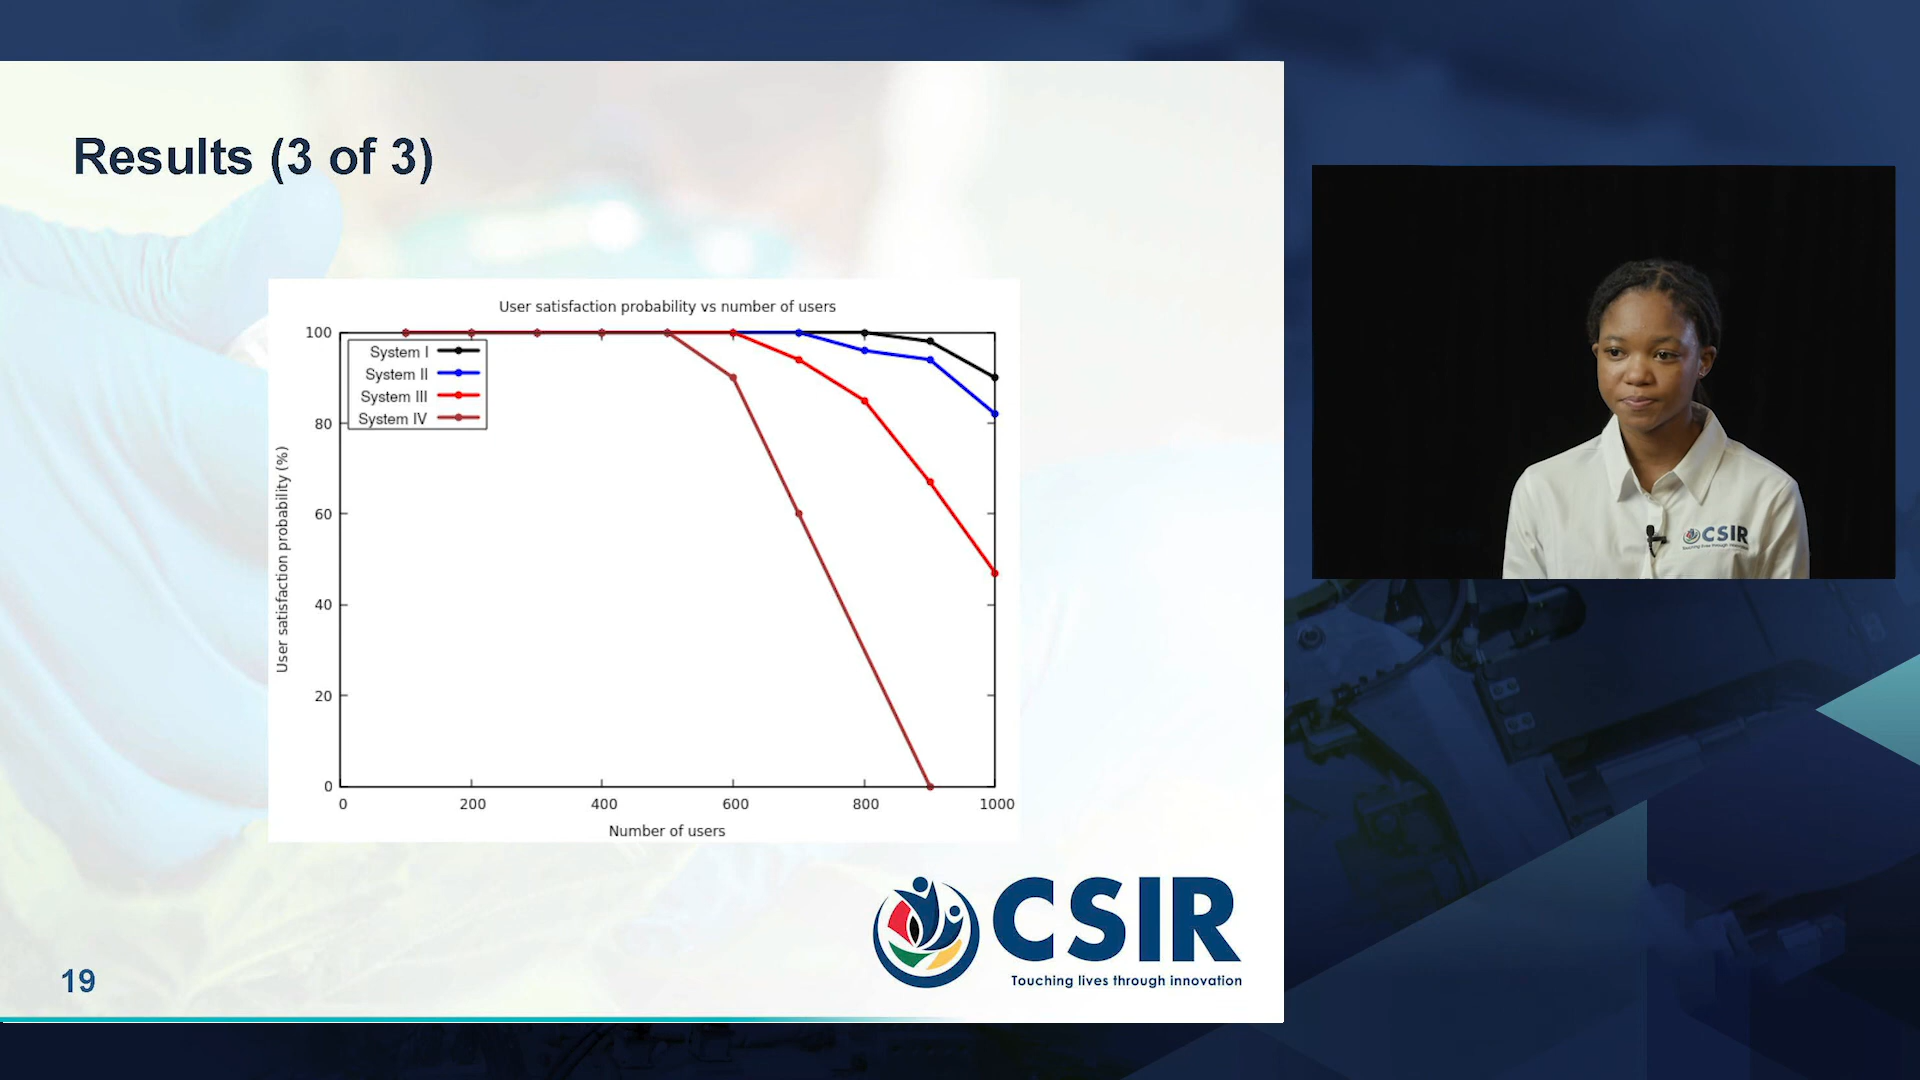 Results (3 of 3)
User satisfaction probability vs number of users
100
80
60
40
20
0
User satisfaction probability (%)
System I
System II
System III
System IV
0 200 400 600 800 1000
Number of users
CSIR
Touching lives through innovation
19
CSIR